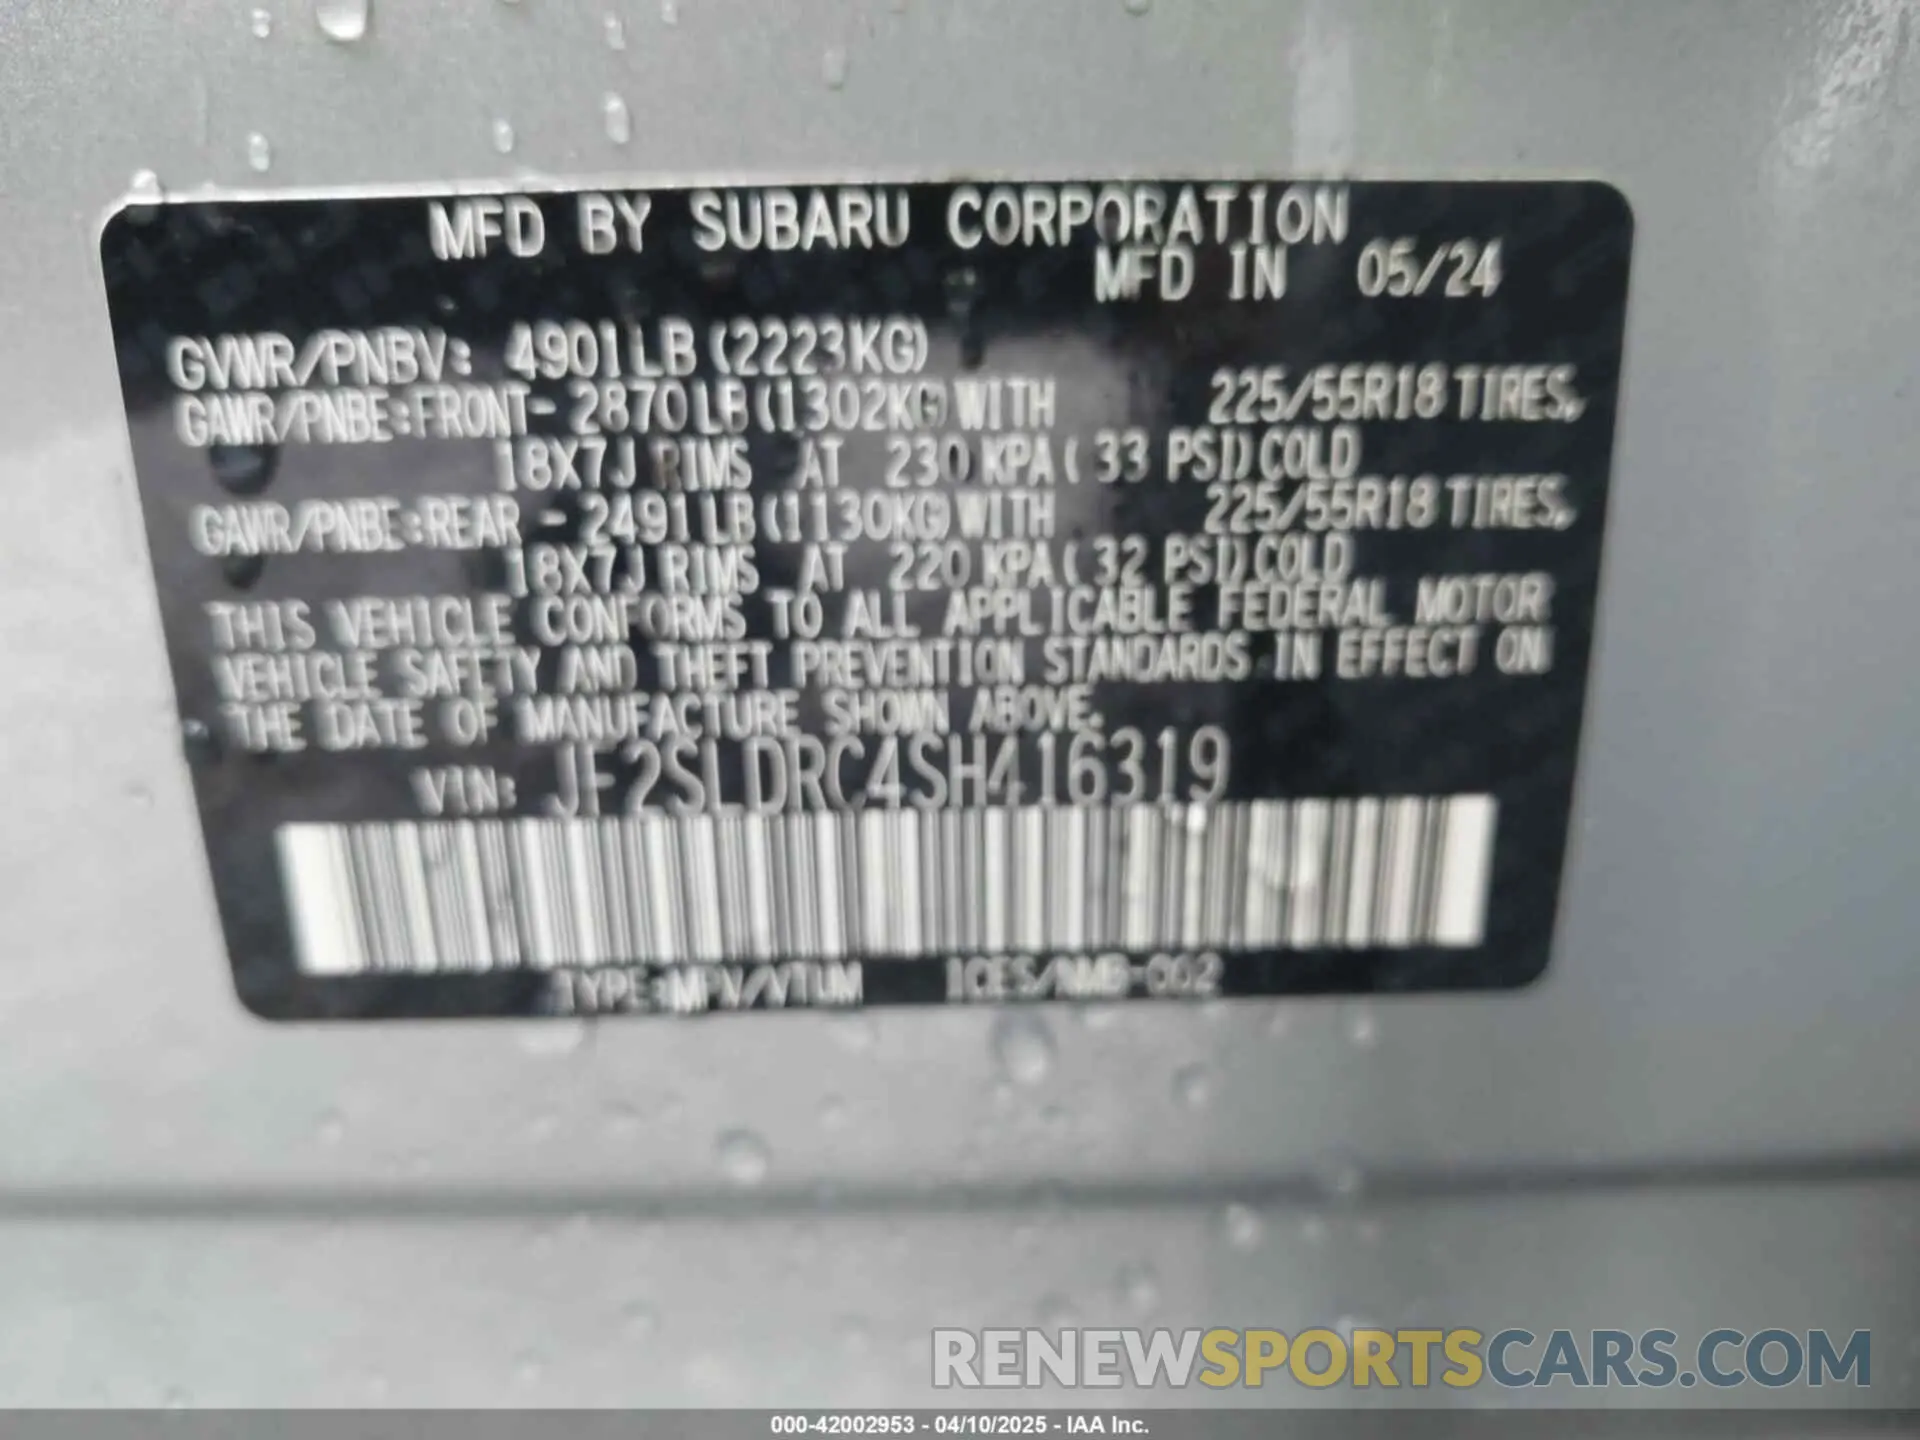 MFD BY SUBARU CORPORATION
MFD IN 05/24
GVWR/PNBV: 4901LB (2223KG)
GAWR/PNBE:FRONT- 2870LB (1302KG) WITH 225/55R18 TIRES,
18X7J RIMS AT 230 KPA ( 33 PSI) COLD
GAWR/PNBE:REAR - 2491LB (1130KG) WITH 225/55R18 TIRES,
18X7J RIMS AT 220 KPA ( 32 PSI) COLD
THIS VEHICLE CONFORMS TO ALL APPLICABLE FEDERAL MOTOR
VEHICLE SAFETY AND THEFT PREVENTION STANDARDS IN EFFECT ON
THE DATE OF MANUFACTURE SHOWN ABOVE.
VIN: JF2SLDRC4SH416319
TYPE:MPV/VTUM ICES/NMB-002
RENEWSPORTSCARS.COM
000-42002953 - 04/10/2025 - IAA Inc.